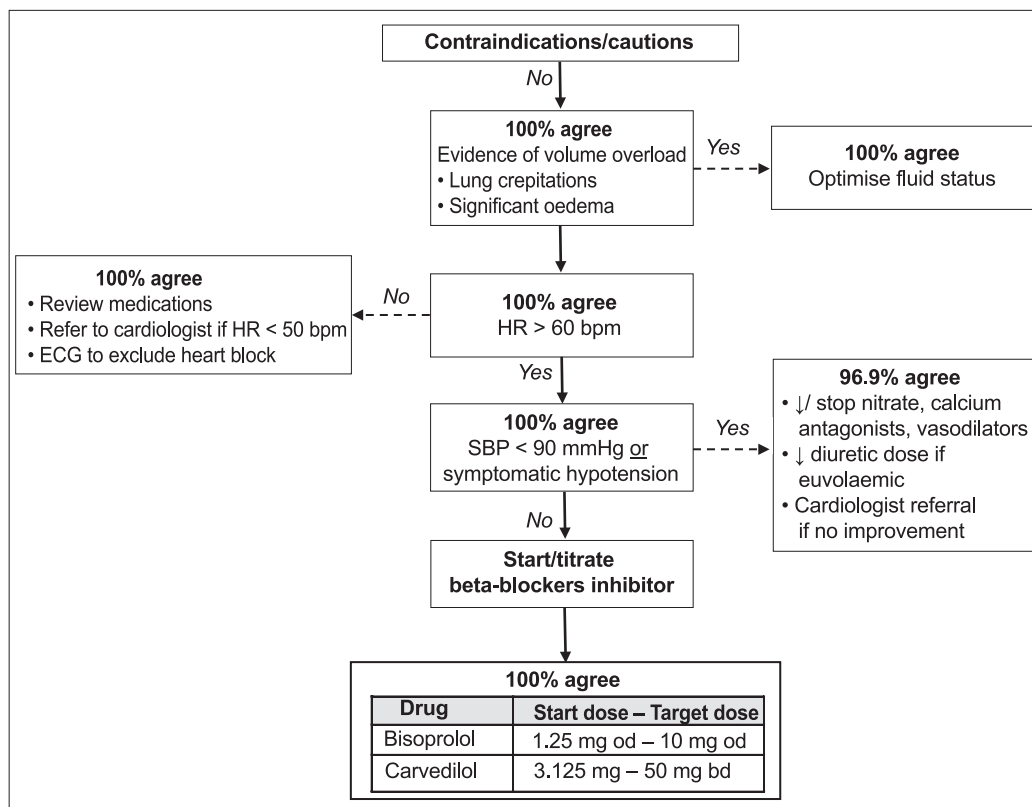 Contraindications/cautions
No
100% agree
Evidence of volume overload
• Lung crepitations
• Significant oedema
Yes
100% agree
Optimise fluid status
100% agree
• Review medications
• Refer to cardiologist if HR < 50 bpm
• ECG to exclude heart block
No
100% agree
HR > 60 bpm
Yes
100% agree
SBP < 90 mmHg or
symptomatic hypotension
Yes
96.9% agree
• ↓/ stop nitrate, calcium
antagonists, vasodilators
• ↓ diuretic dose if
euvolaemic
• Cardiologist referral
if no improvement
No
Start/titrate
beta-blockers inhibitor
100% agree
Drug Start dose – Target dose
Bisoprolol 1.25 mg od – 10 mg od
Carvedilol 3.125 mg – 50 mg bd